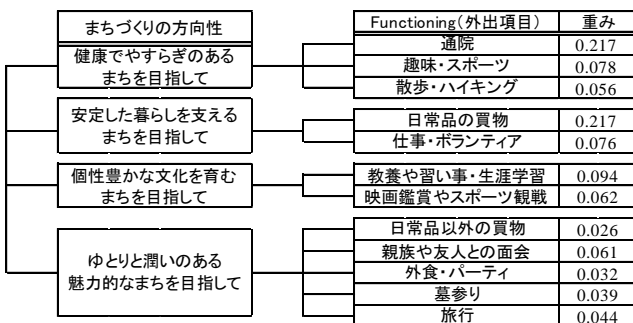 まちづくりの方向性
Functioning(外出項目) 重み
健康でやすらぎのある
まちを目指して
通院 0.217
趣味・スポーツ 0.078
散歩・ハイキング 0.056
安定した暮らしを支える
まちを目指して
日常品の買物 0.217
仕事・ボランティア 0.076
個性豊かな文化を育む
まちを目指して
教養や習い事・生涯学習 0.094
映画鑑賞やスポーツ観戦 0.062
ゆとりと潤いのある
魅力的なまちを目指して
日常品以外の買物 0.026
親族や友人との面会 0.061
外食・パーティ 0.032
墓参り 0.039
旅行 0.044